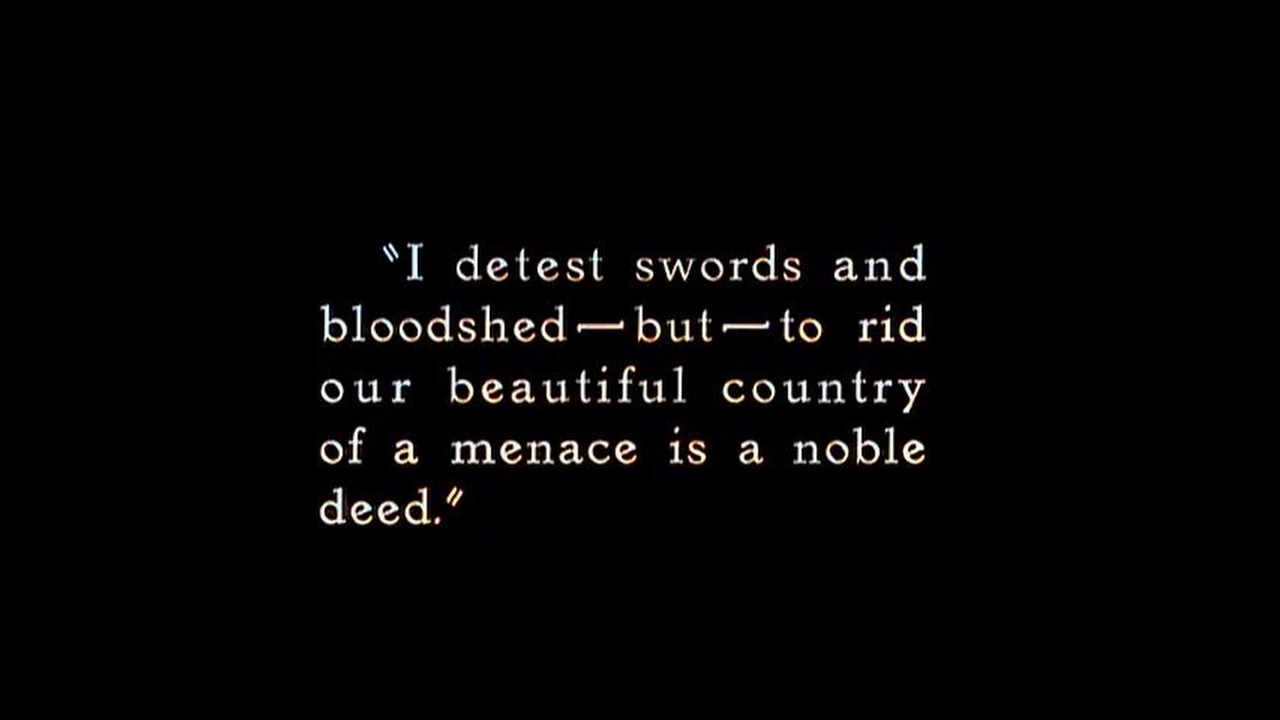 "I detest swords and
bloodshed—but—to rid
our beautiful country
of a menace is a noble
deed."